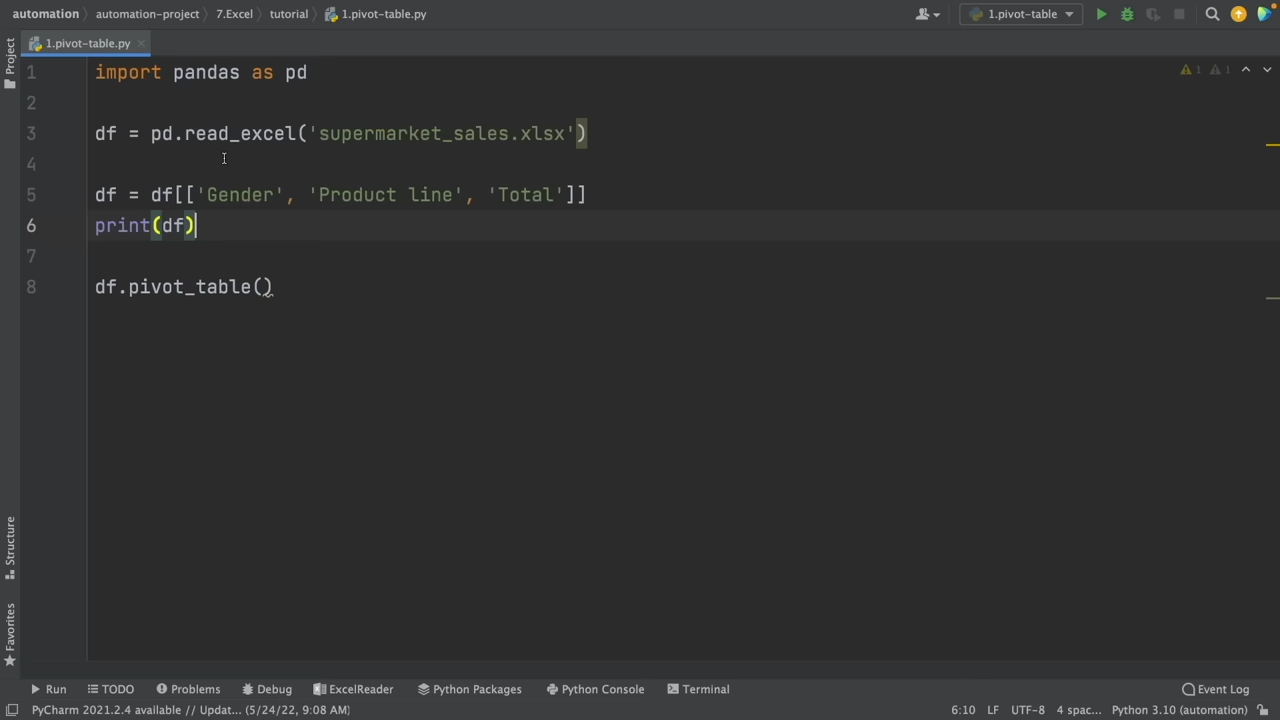 automation automation-project 7.Excel tutorial 1.pivot-table.py 1.pivot-table
Project 1.pivot-table.py
1 import pandas as pd 1 1
2
3 df = pd.read_excel('supermarket_sales.xlsx')
4
5 df = df[['Gender', 'Product line', 'Total']]
6 print(df)
7
8 df.pivot_table()
Structure
Favorites
Run TODO Problems Debug ExcelReader Python Packages Python Console Terminal Event Log
PyCharm 2021.2.4 available // Updat... (5/24/22, 9:08 AM) 6:10 LF UTF-8 4 spac... Python 3.10 (automation)